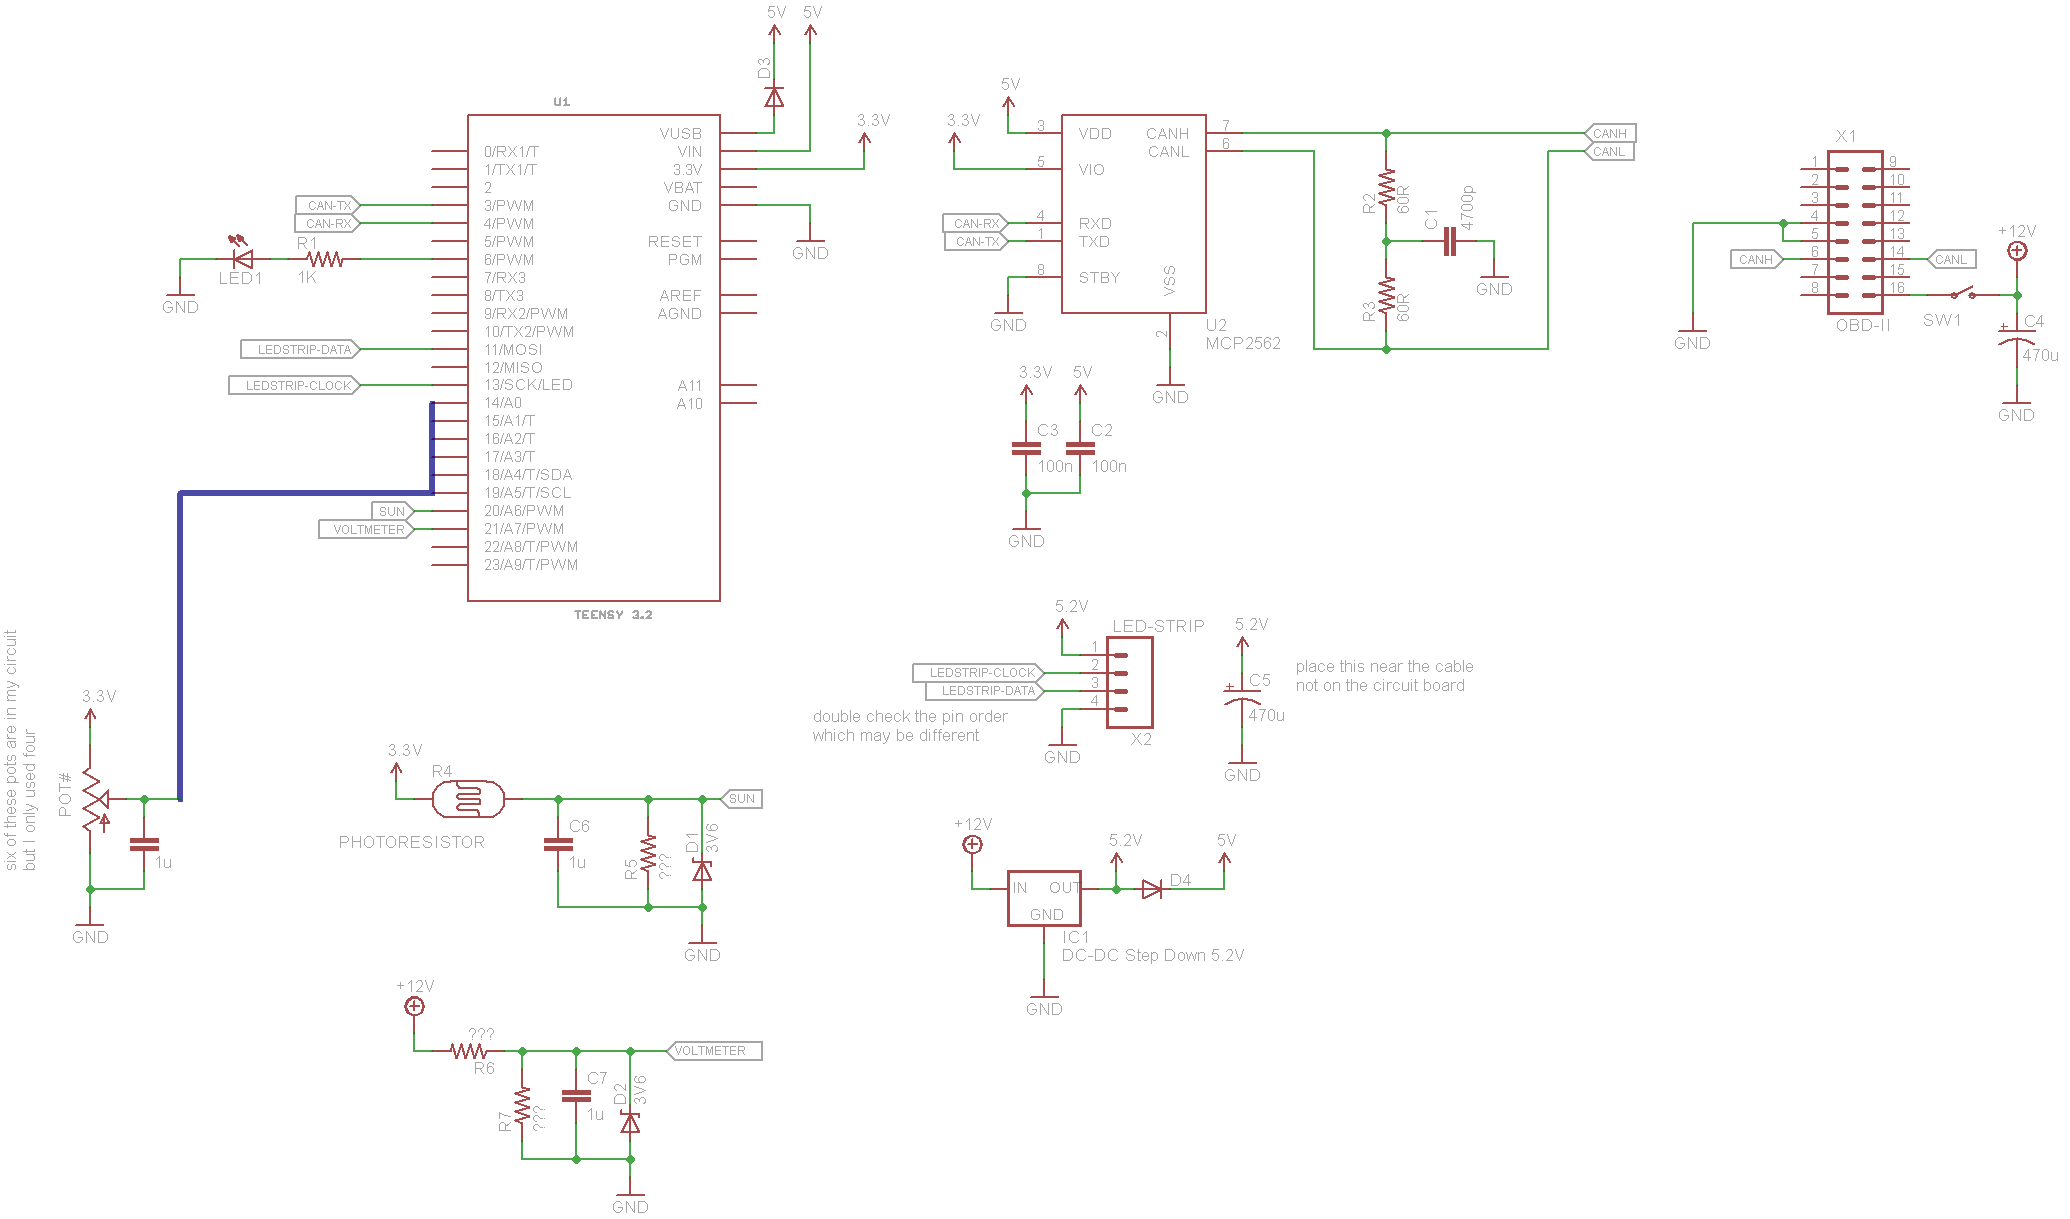 5V
5V
D3
U1
VUSB
VIN
3.3V
VBAT
GND
RESET
PGM
AREF
AGND
A11
A10
0/RX1/T
1/TX1/T
2
3/PWM
4/PWM
5/PWM
6/PWM
7/RX3
8/TX3
9/RX2/PWM
10/TX2/PWM
11/MOSI
12/MISO
13/SCK/LED
14/A0
15/A1/T
16/A2/T
17/A3/T
18/A4/T/SDA
19/A5/T/SCL
20/A6/PWM
21/A7/PWM
22/A8/T/PWM
23/A9/T/PWM
TEENSY 3.2
3.3V
GND
CAN-TX
CAN-RX
R1
1K
LED1
GND
LEDSTRIP-DATA
LEDSTRIP-CLOCK
SUN
VOLTMETER
5V
3.3V
3
5
4
1
8
VDD
VIO
RXD
TXD
STBY
CANH
CANL
VSS
7
6
2
CAN-RX
CAN-TX
GND
U2
MCP2562
GND
R2
60R
C1
4700p
GND
R3
60R
CANH
CANL
X1
1
2
3
4
5
6
7
8
9
10
11
12
13
14
15
16
CANH
CANL
OBD-II
GND
SW1
+12V
C4
+
470u
GND
3.3V
5V
C3
100n
C2
100n
GND
5.2V
LED-STRIP
1
2
3
4
LEDSTRIP-CLOCK
LEDSTRIP-DATA
double check the pin order
which may be different
GND
X2
5.2V
+
C5
470u
GND
place this near the cable
not on the circuit board
six of these pots are in my circuit
but I only used four
3.3V
POT#
1u
GND
3.3V
R4
PHOTORESISTOR
C6
1u
R5
???
D1
3V6
SUN
GND
+12V
IN
OUT
GND
IC1
DC-DC Step Down 5.2V
GND
5.2V
D4
5V
+12V
???
R6
R7
???
C7
1u
D2
3V6
VOLTMETER
GND